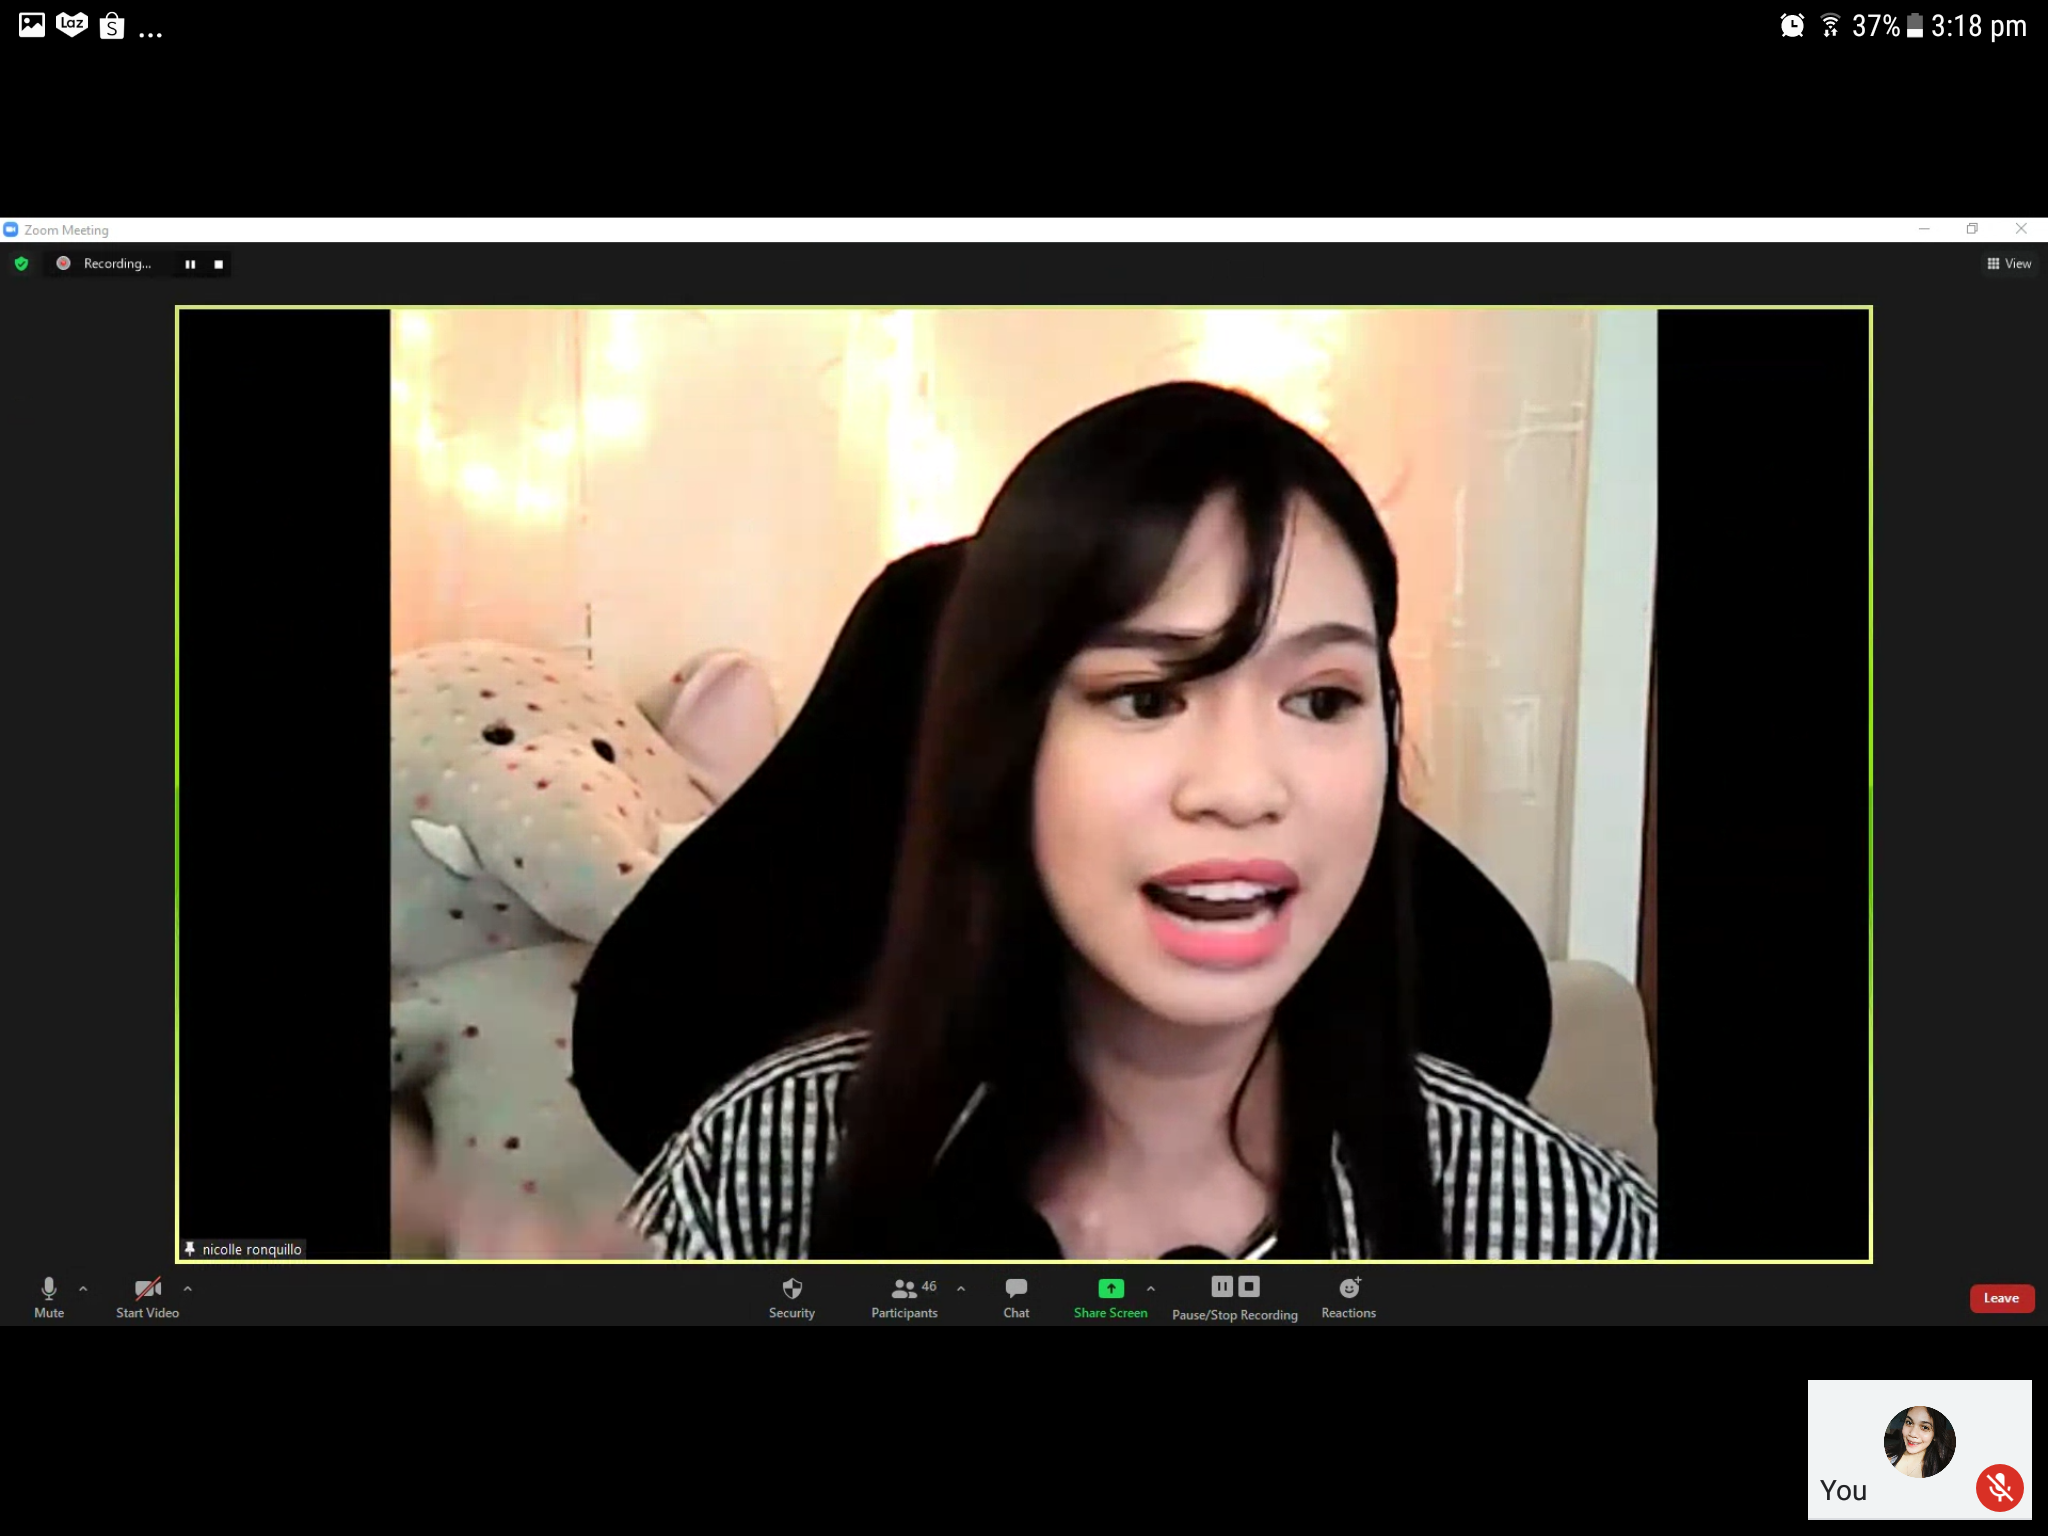 Laz
S
...
37%
3:18 pm
Zoom Meeting
Recording...
View
nicolle ronquillo
Mute
Start Video
Security
46
Participants
Chat
Share Screen
Pause/Stop Recording
Reactions
Leave
You